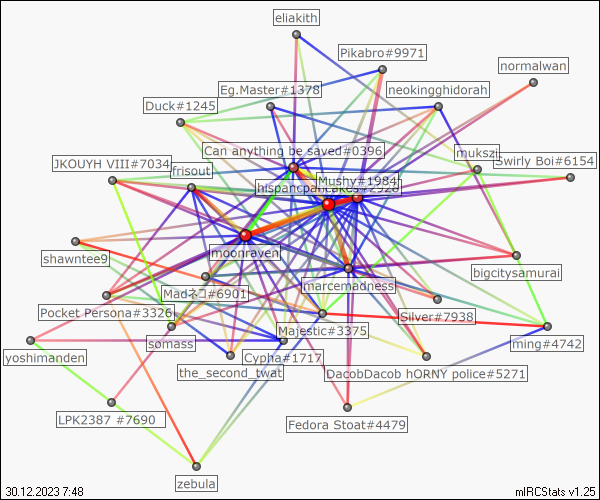 eliakith
Pikabro#9971
normalwan
Eg.Master#1378
neokingghidorah
Duck#1245
Can anything be saved#0396
mukszi
JKOUYH VIII#7034
frisout
Mushy#1984
Swirly Boi#6154
hispanicpancakes#2926
moonraven
shawntee9
bigcitysamurai
Madネコ#6901
marcemadness
Pocket Persona#3326
Silver#7938
somass
Majestic#3375
ming#4742
yoshimanden
Cypha#1717
the_second_twat
DacobDacob hORNY police#5271
LPK2387 #7690
Fedora Stoat#4479
zebula
30.12.2023 7:48
mIRCStats v1.25